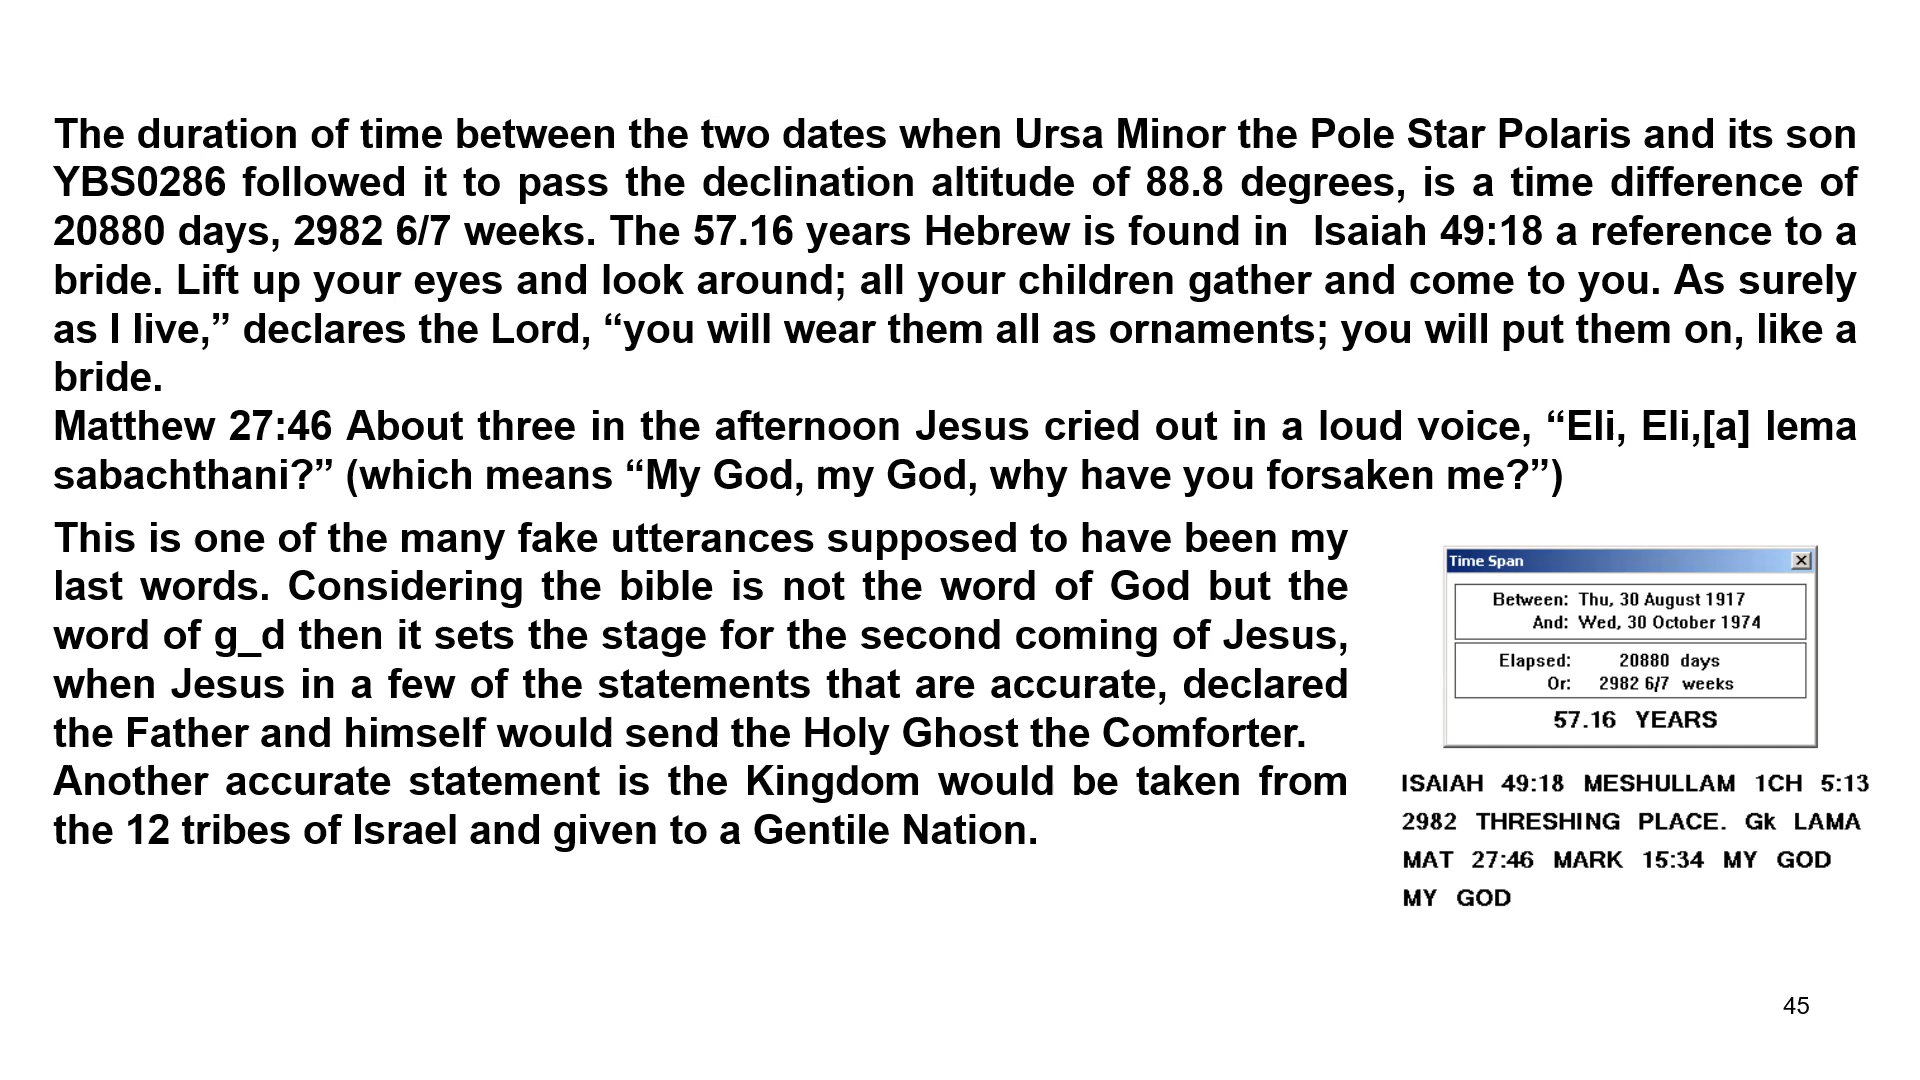 The duration of time between the two dates when Ursa Minor the Pole Star Polaris and its son
YBS0286 followed it to pass the declination altitude of 88.8 degrees, is a time difference of
20880 days, 2982 6/7 weeks. The 57.16 years Hebrew is found in  Isaiah 49:18 a reference to a
bride. Lift up your eyes and look around; all your children gather and come to you. As surely
as I live,” declares the Lord, “you will wear them all as ornaments; you will put them on, like a
bride.
Matthew 27:46 About three in the afternoon Jesus cried out in a loud voice, “Eli, Eli,[a] lema
sabachthani?” (which means “My God, my God, why have you forsaken me?”)
This is one of the many fake utterances supposed to have been my
last words. Considering the bible is not the word of God but the
word of g_d then it sets the stage for the second coming of Jesus,
when Jesus in a few of the statements that are accurate, declared
the Father and himself would send the Holy Ghost the Comforter.
Another accurate statement is the Kingdom would be taken from
the 12 tribes of Israel and given to a Gentile Nation.
Time Span
Between: Thu, 30 August 1917
And: Wed, 30 October 1974
Elapsed: 20880 days
Or: 2982 6/7 weeks
57.16 YEARS
ISAIAH 49:18 MESHULLAM 1CH 5:13
2982 THRESHING PLACE. Gk LAMA
MAT 27:46 MARK 15:34 MY GOD
MY GOD
45